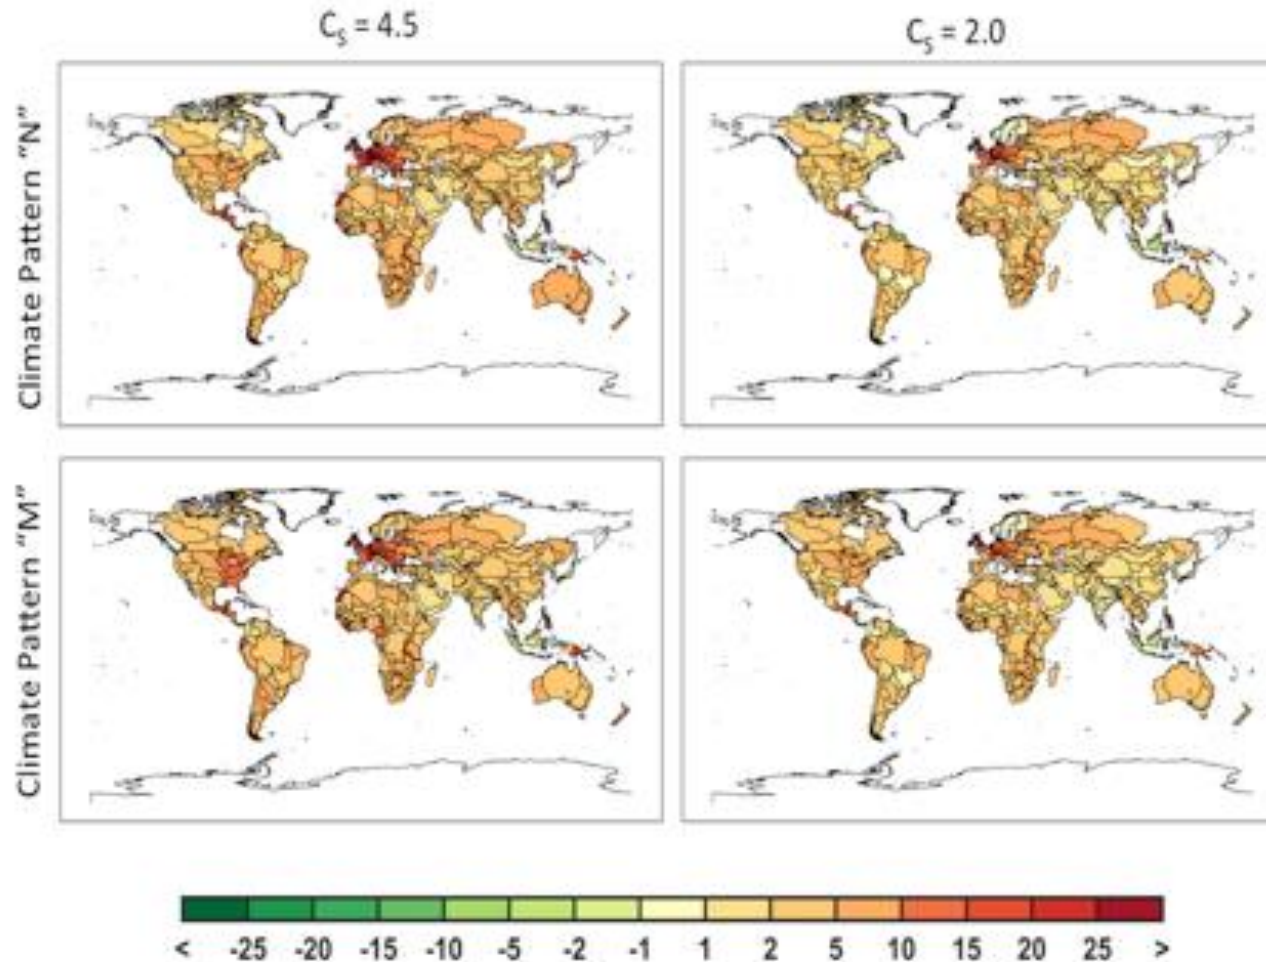 C_S = 4.5
C_S = 2.0
Climate Pattern "N"
Climate Pattern "M"
< -25 -20 -15 -10 -5 -2 -1 1 2 5 10 15 20 25 >